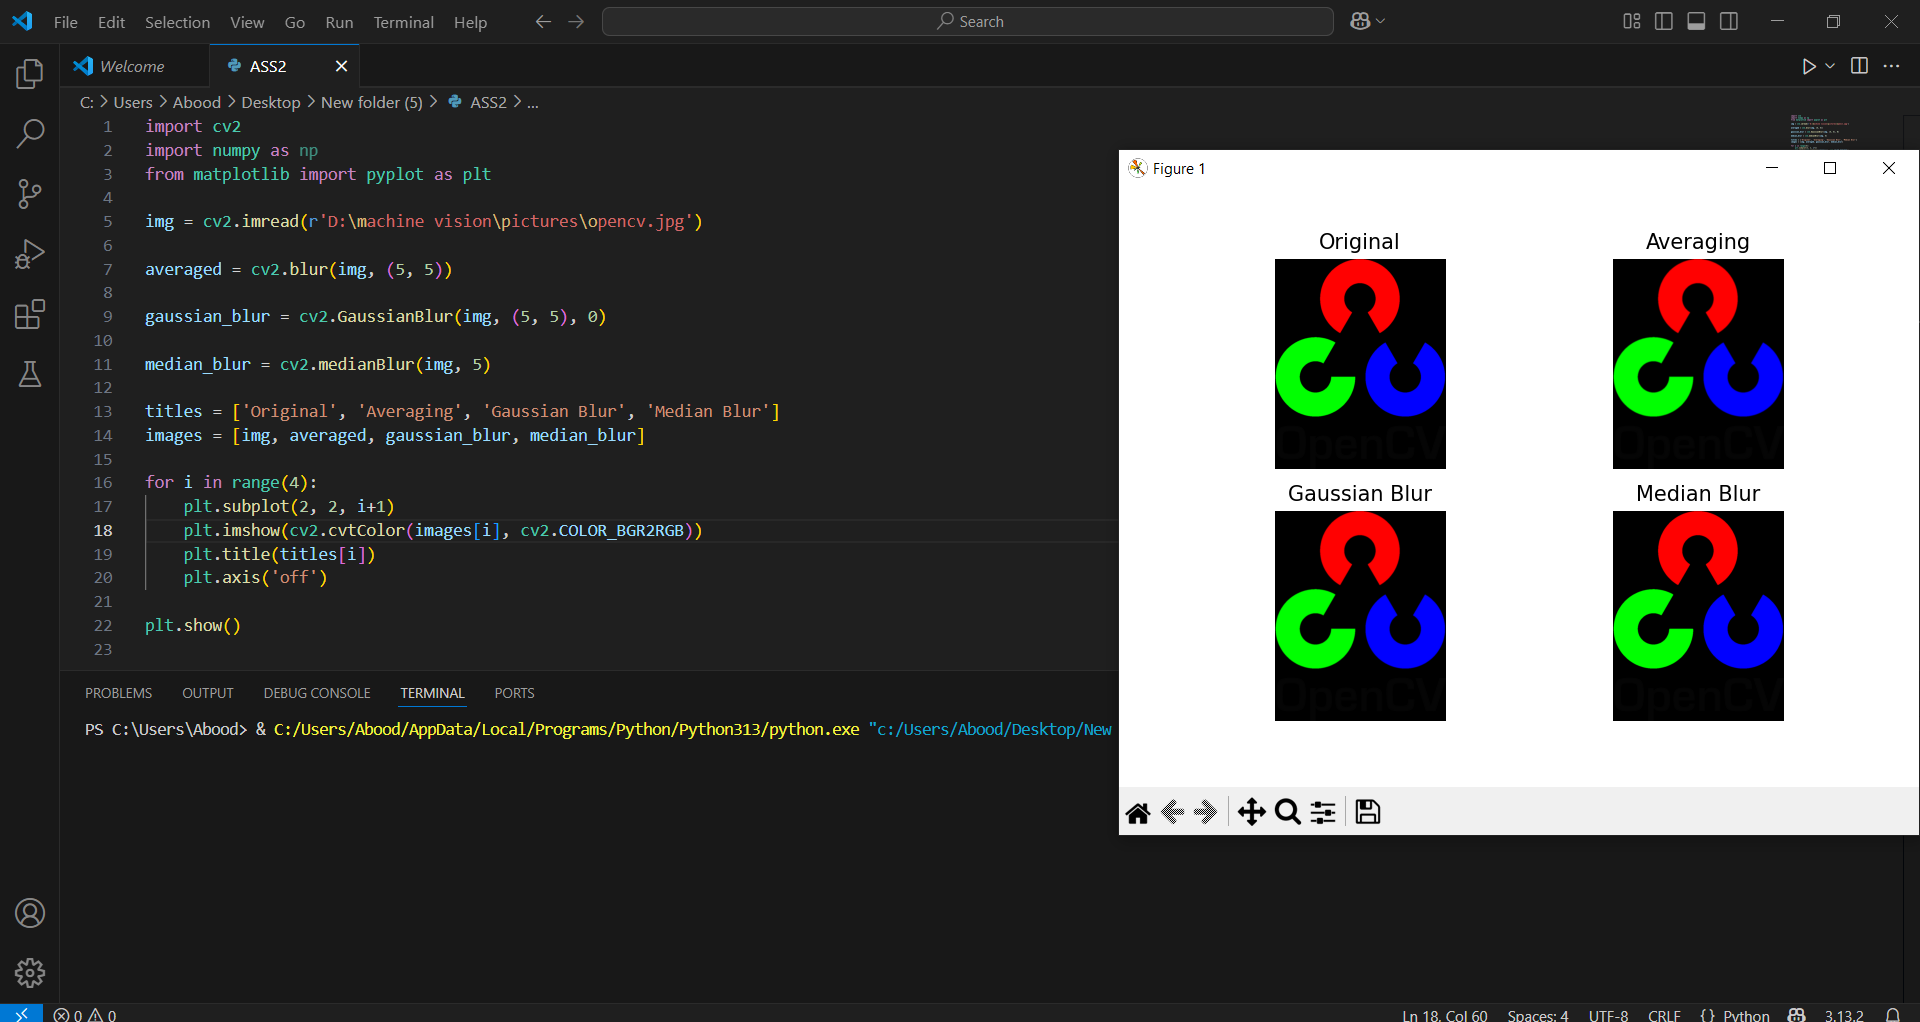 File Edit Selection View Go Run Terminal Help
Search
Welcome
ASS2
C: > Users > Abood > Desktop > New folder (5) > ASS2 > ...
1 import cv2
2 import numpy as np
3 from matplotlib import pyplot as plt
4
5 img = cv2.imread(r'D:\machine vision\pictures\opencv.jpg')
6
7 averaged = cv2.blur(img, (5, 5))
8
9 gaussian_blur = cv2.GaussianBlur(img, (5, 5), 0)
10
11 median_blur = cv2.medianBlur(img, 5)
12
13 titles = ['Original', 'Averaging', 'Gaussian Blur', 'Median Blur']
14 images = [img, averaged, gaussian_blur, median_blur]
15
16 for i in range(4):
17 plt.subplot(2, 2, i+1)
18 plt.imshow(cv2.cvtColor(images[i], cv2.COLOR_BGR2RGB))
19 plt.title(titles[i])
20 plt.axis('off')
21
22 plt.show()
23
PROBLEMS OUTPUT DEBUG CONSOLE TERMINAL PORTS
PS C:\Users\Abood> & C:/Users/Abood/AppData/Local/Programs/Python/Python313/python.exe "c:/Users/Abood/Desktop/New
Figure 1
Original
Averaging
OpenCV
OpenCV
Gaussian Blur
Median Blur
OpenCV
OpenCV
0 0
Ln 18, Col 60 Spaces: 4 UTF-8 CRLF {} Python 3.13.2